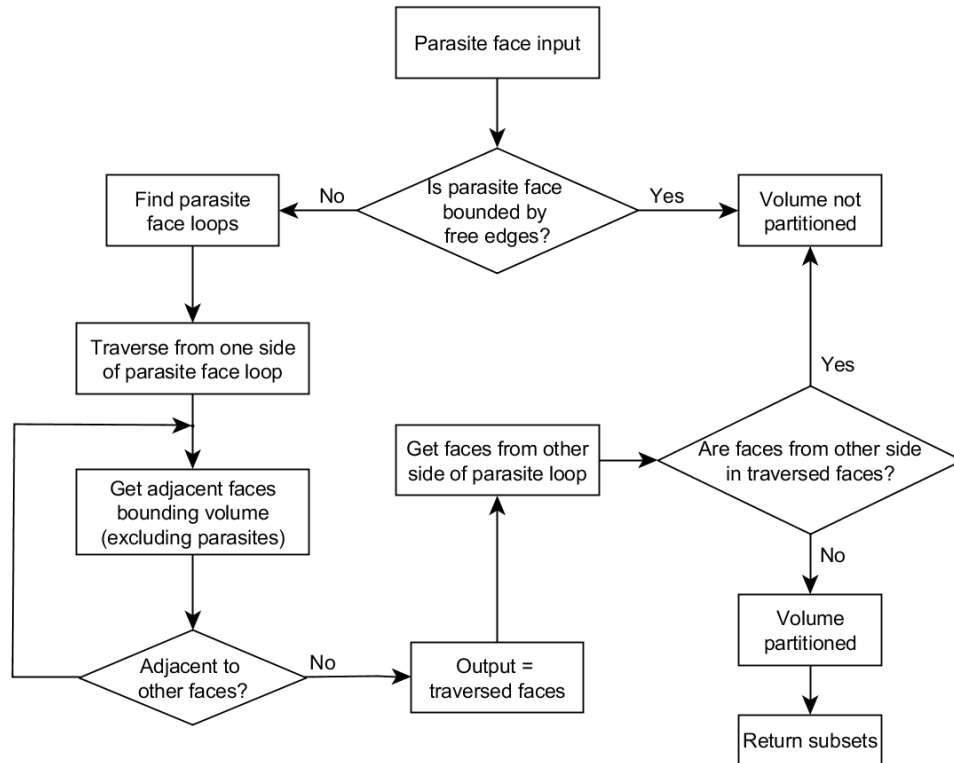 Parasite face input
Is parasite face
bounded by
free edges?
No
Yes
Find parasite
face loops
Volume not
partitioned
Traverse from one side
of parasite face loop
Get adjacent faces
bounding volume
(excluding parasites)
Adjacent to
other faces?
No
Output =
traversed faces
Get faces from other
side of parasite loop
Are faces from other side
in traversed faces?
Yes
No
Volume
partitioned
Return subsets